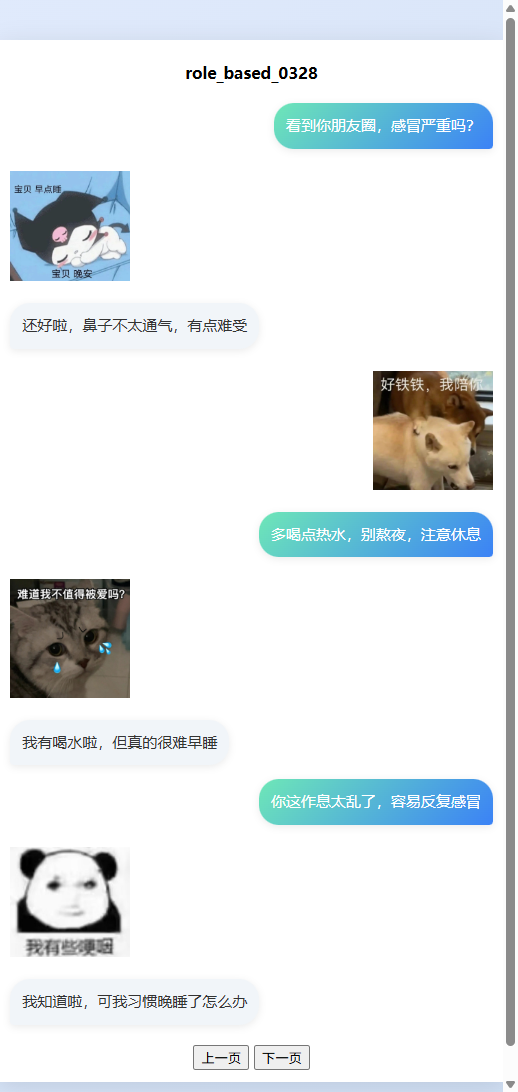 role_based_0328
看到你朋友圈，感冒严重吗？
宝贝 早点睡
宝贝 晚安
还好啦，鼻子不太通气，有点难受
好铁铁，我陪你
多喝点热水，别熬夜，注意休息
难道我不值得被爱吗？
我有喝水啦，但真的很难早睡
你这作息太乱了，容易反复感冒
我有些哽咽
我知道啦，可我习惯晚睡了怎么办
上一页 下一页